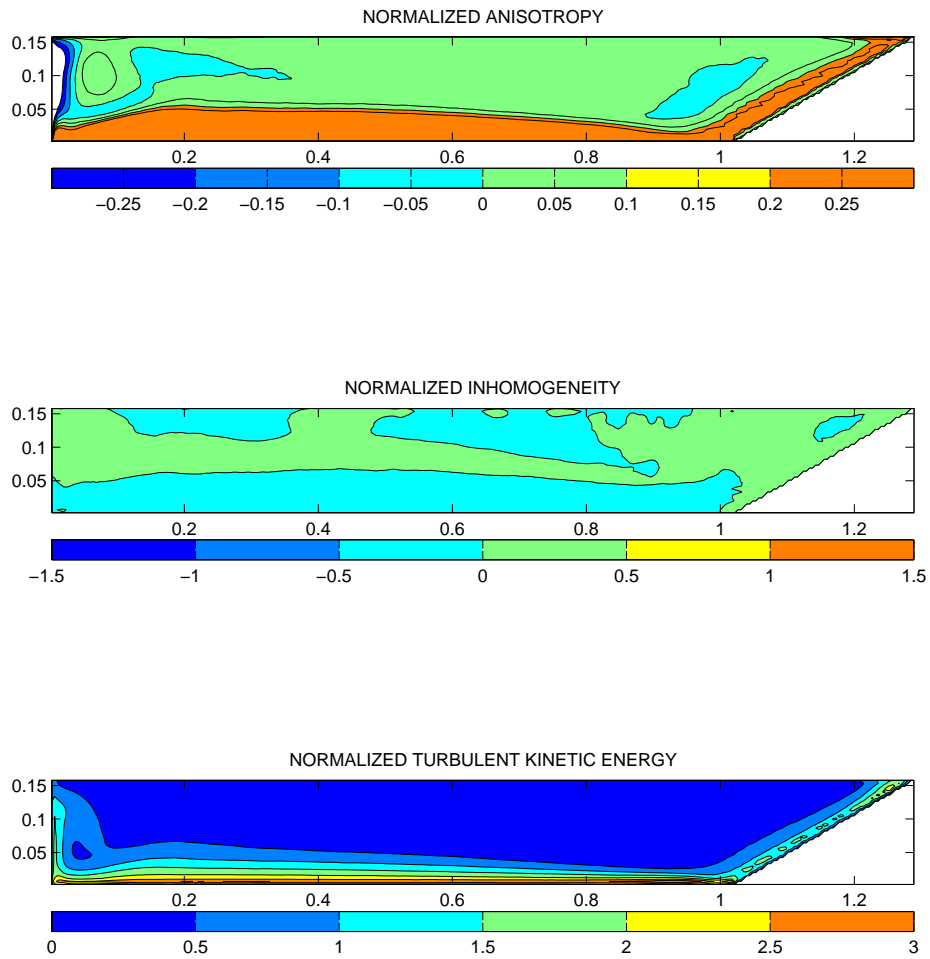 NORMALIZED ANISOTROPY
0.15
0.1
0.05
0.2 0.4 0.6 0.8 1 1.2
−0.25 −0.2 −0.15 −0.1 −0.05 0 0.05 0.1 0.15 0.2 0.25
NORMALIZED INHOMOGENEITY
0.15
0.1
0.05
0.2 0.4 0.6 0.8 1 1.2
−1.5 −1 −0.5 0 0.5 1 1.5
NORMALIZED TURBULENT KINETIC ENERGY
0.15
0.1
0.05
0.2 0.4 0.6 0.8 1 1.2
0 0.5 1 1.5 2 2.5 3